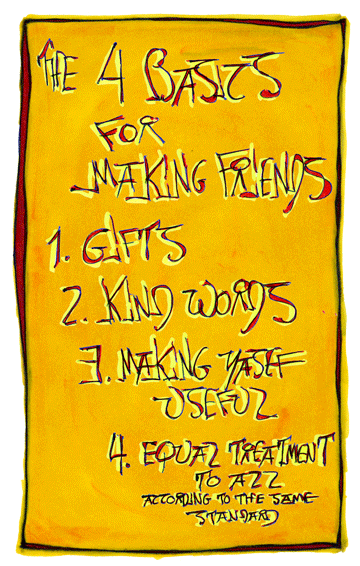 THE 4 BASICS
FOR
MAKING FRIENDS
1. GIFTS
2. KIND WORDS
3. MAKING YASELF
USEFUL
4. EQUAL TREATMENT
TO ALL
ACCORDING TO THE SAME
STANDARD